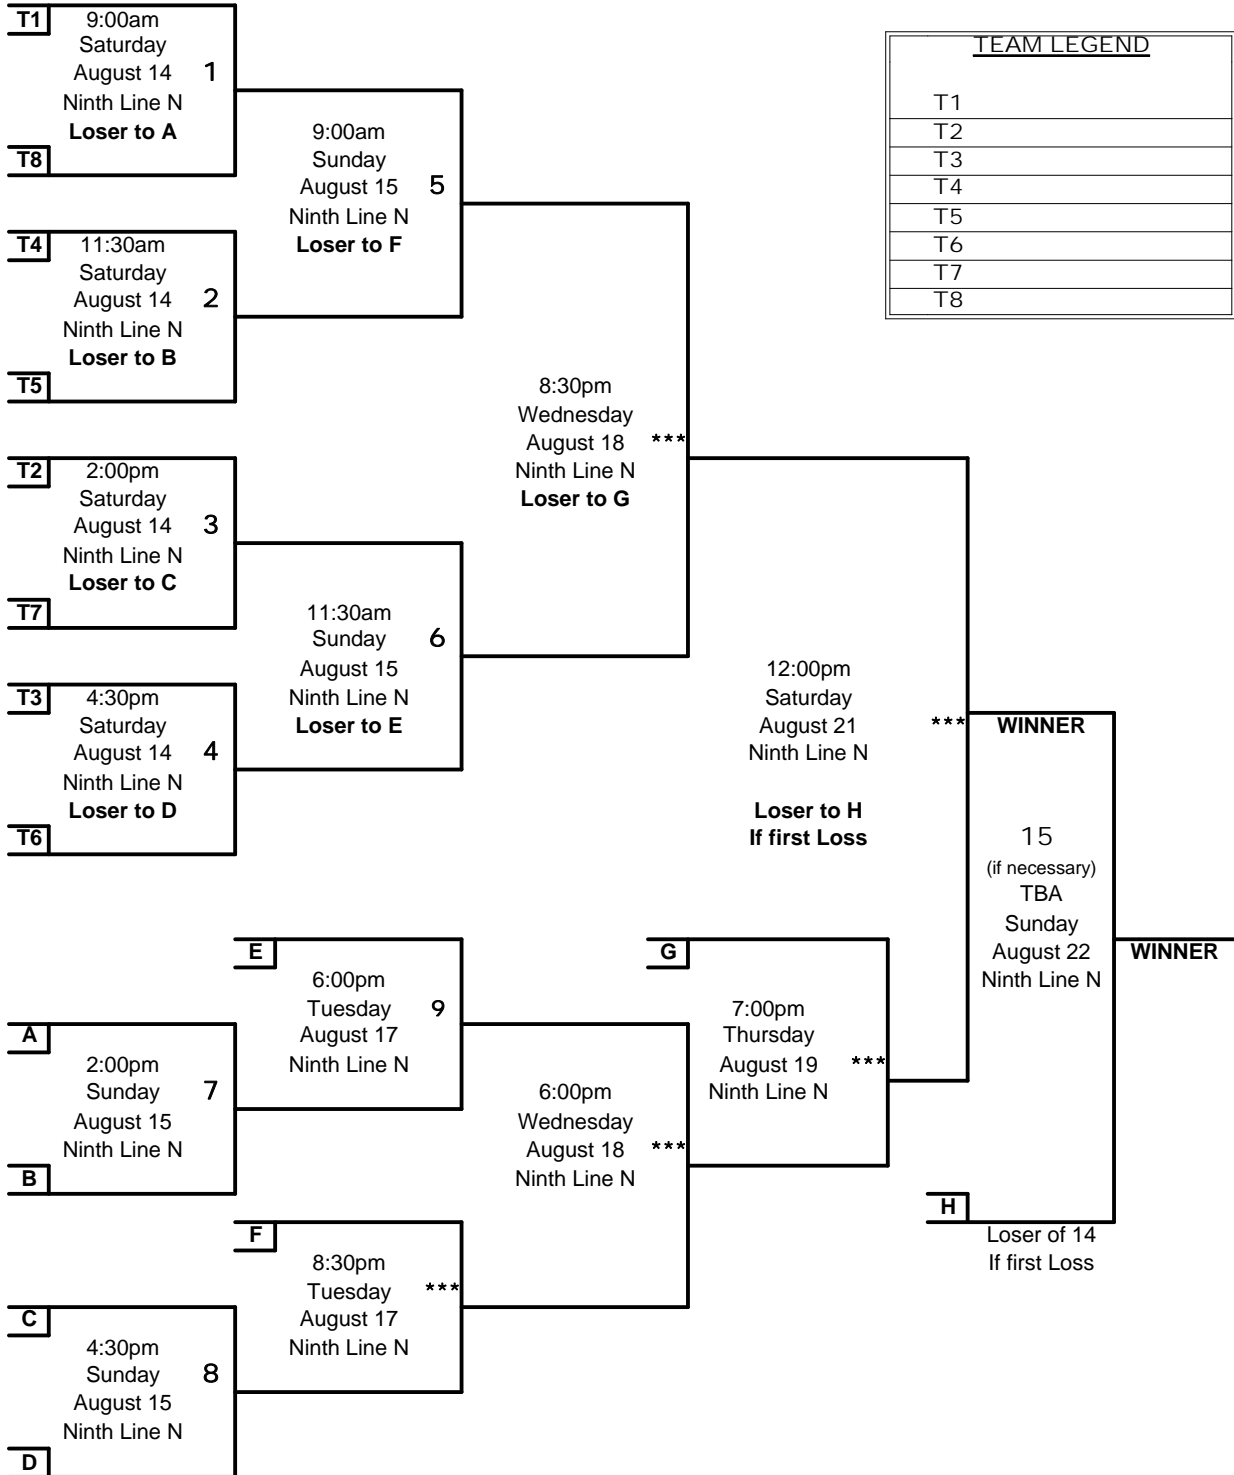 T1
9:00am
Saturday
August 14
1
Ninth Line N
Loser to A
T8
TEAM LEGEND
T1
T2
T3
T4
T5
T6
T7
T8
9:00am
Sunday
August 15
5
Ninth Line N
Loser to F
T4
11:30am
Saturday
August 14
2
Ninth Line N
Loser to B
T5
8:30pm
Wednesday
August 18
***
Ninth Line N
Loser to G
T2
2:00pm
Saturday
August 14
3
Ninth Line N
Loser to C
T7
11:30am
Sunday
6
August 15
Ninth Line N
Loser to E
T3
4:30pm
Saturday
August 14
4
Ninth Line N
Loser to D
T6
12:00pm
Saturday
August 21
***
Ninth Line N
Loser to H
If first Loss
WINNER
15
(if necessary)
TBA
Sunday
August 22
Ninth Line N
WINNER
E
6:00pm
Tuesday
9
August 17
Ninth Line N
G
7:00pm
Thursday
August 19
***
Ninth Line N
A
2:00pm
Sunday
7
August 15
Ninth Line N
B
6:00pm
Wednesday
August 18
***
Ninth Line N
H
Loser of 14
If first Loss
F
8:30pm
Tuesday
***
August 17
Ninth Line N
C
4:30pm
Sunday
8
August 15
Ninth Line N
D